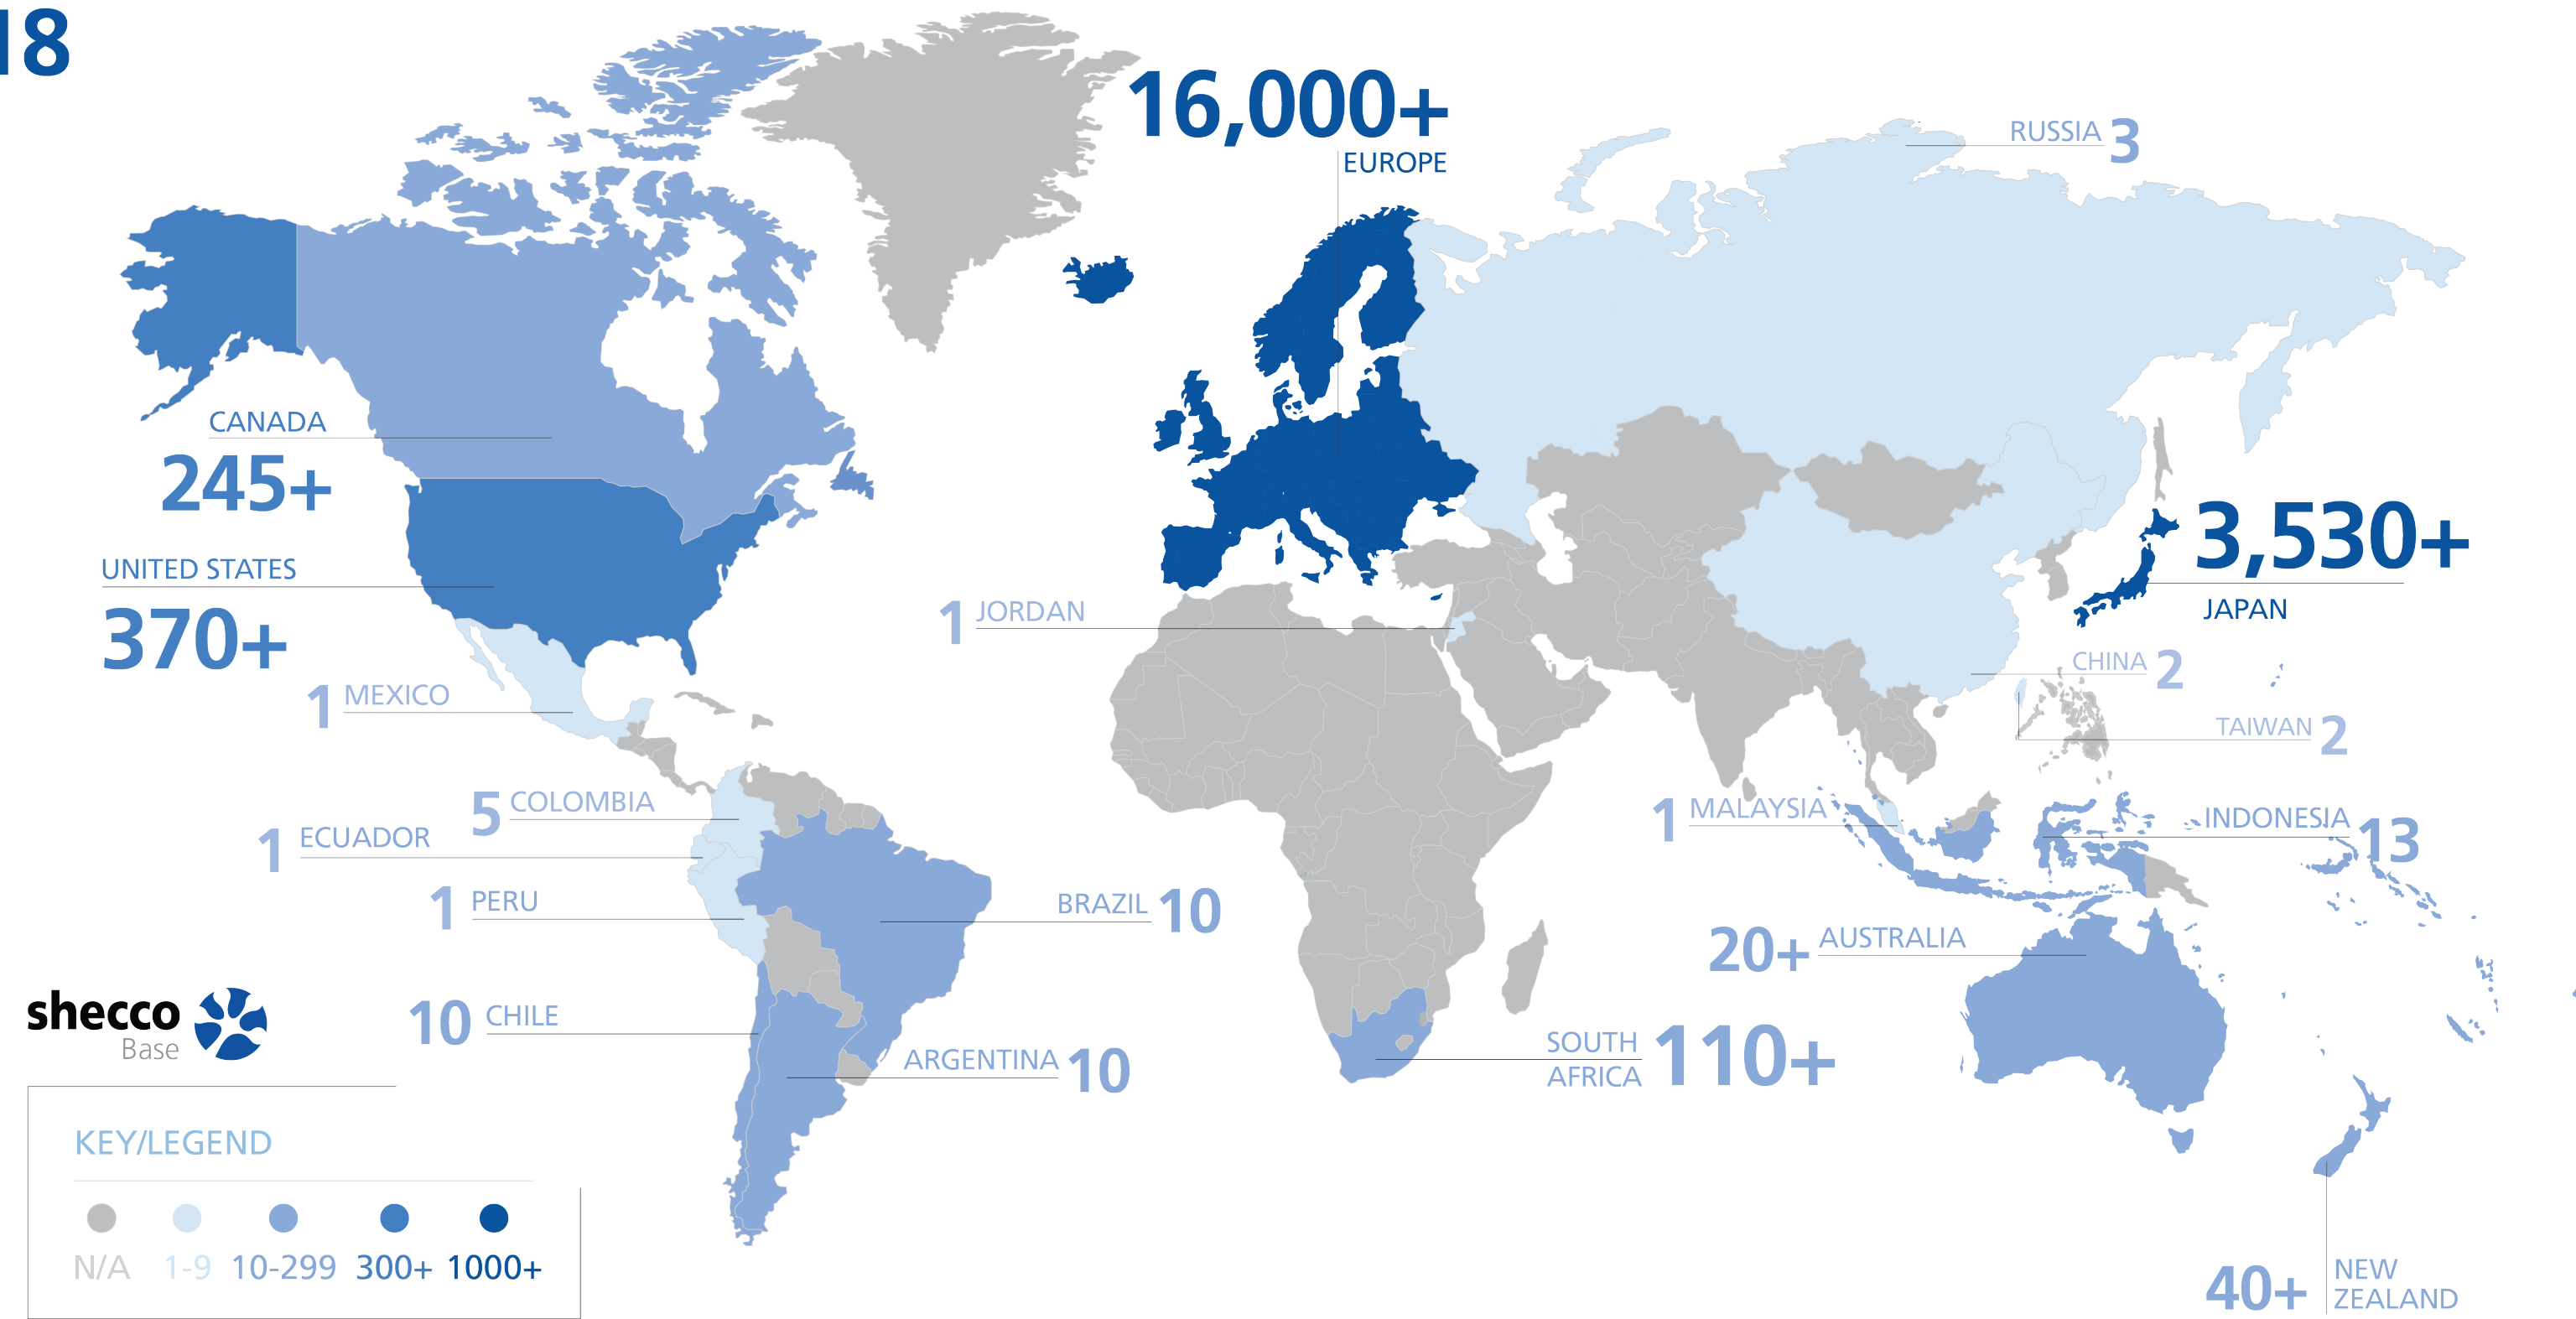 18
16,000+
EUROPE
RUSSIA 3
CANADA
245+
UNITED STATES
370+
1 MEXICO
1 JORDAN
3,530+
JAPAN
CHINA 2
TAIWAN 2
5 COLOMBIA
1 ECUADOR
1 PERU
BRAZIL 10
10 CHILE
ARGENTINA 10
1 MALAYSIA
INDONESIA 13
20+ AUSTRALIA
SOUTH
AFRICA 110+
40+ NEW
ZEALAND
shecco
Base
KEY/LEGEND
N/A 1-9 10-299 300+ 1000+